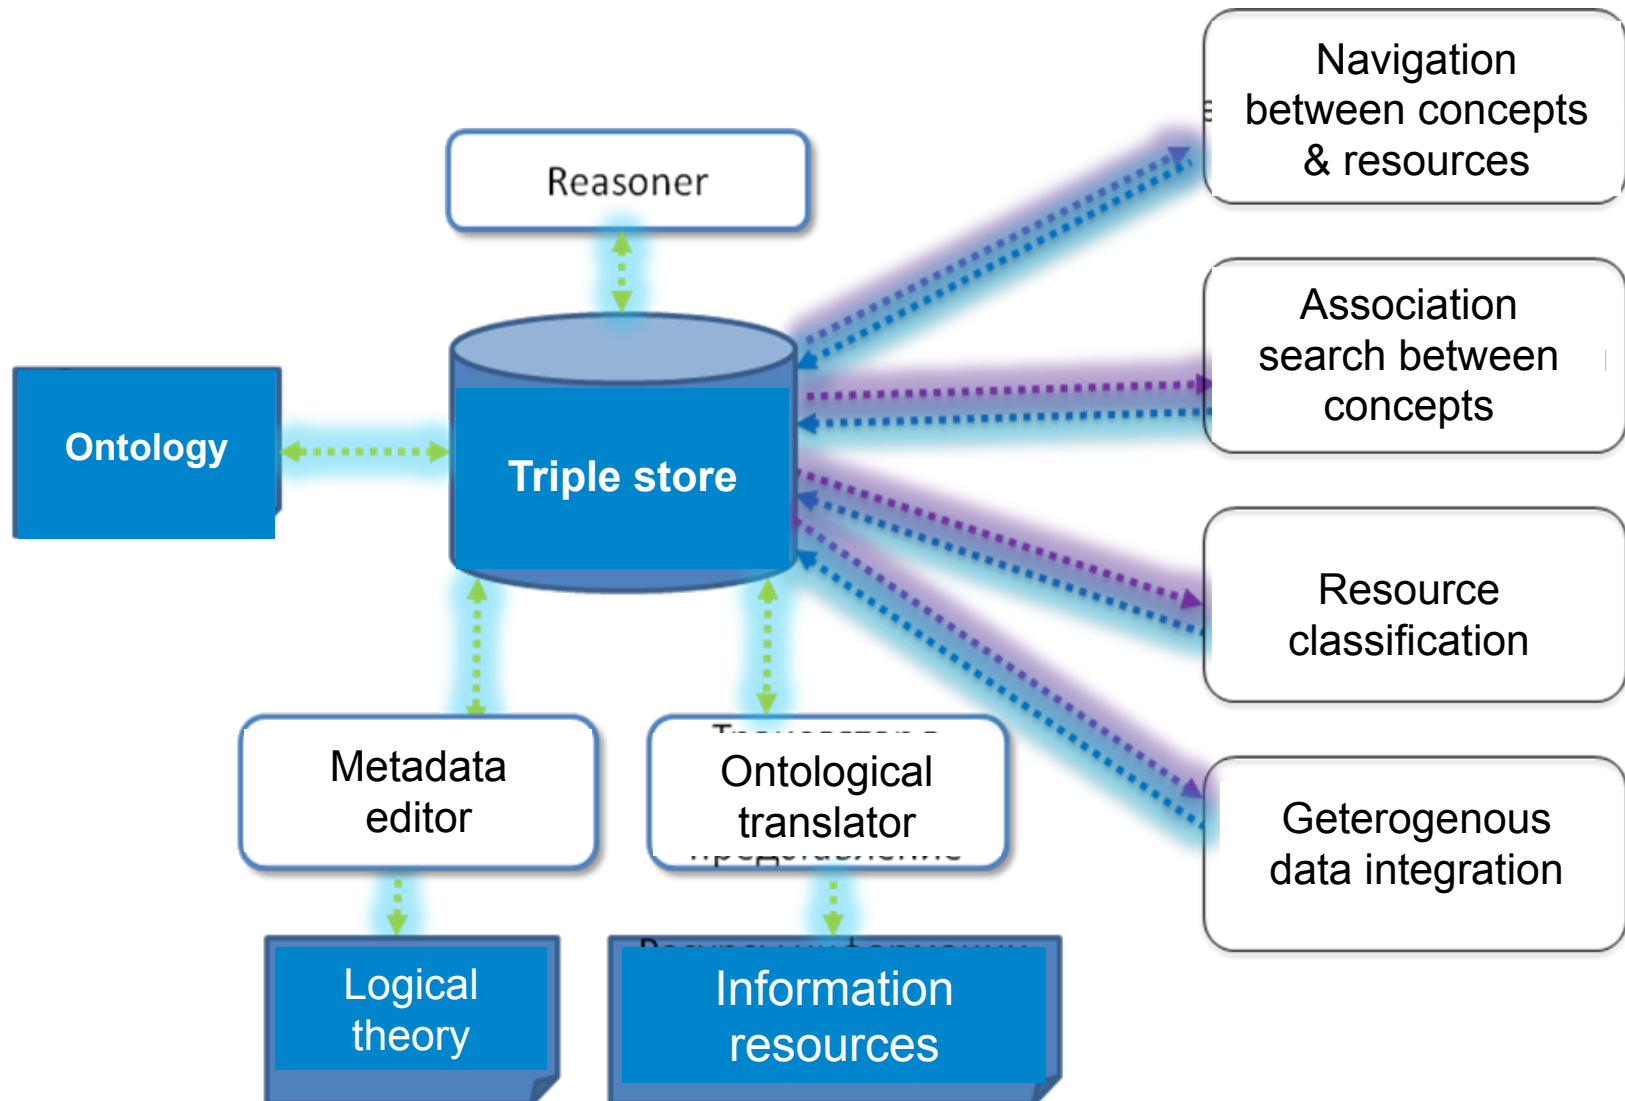 Navigation
between concepts
& resources
Reasoner
Association
search between
concepts
Ontology
Triple store
Resource
classification
Metadata
editor
Ontological
translator
Geterogenous
data integration
Logical
theory
Information
resources